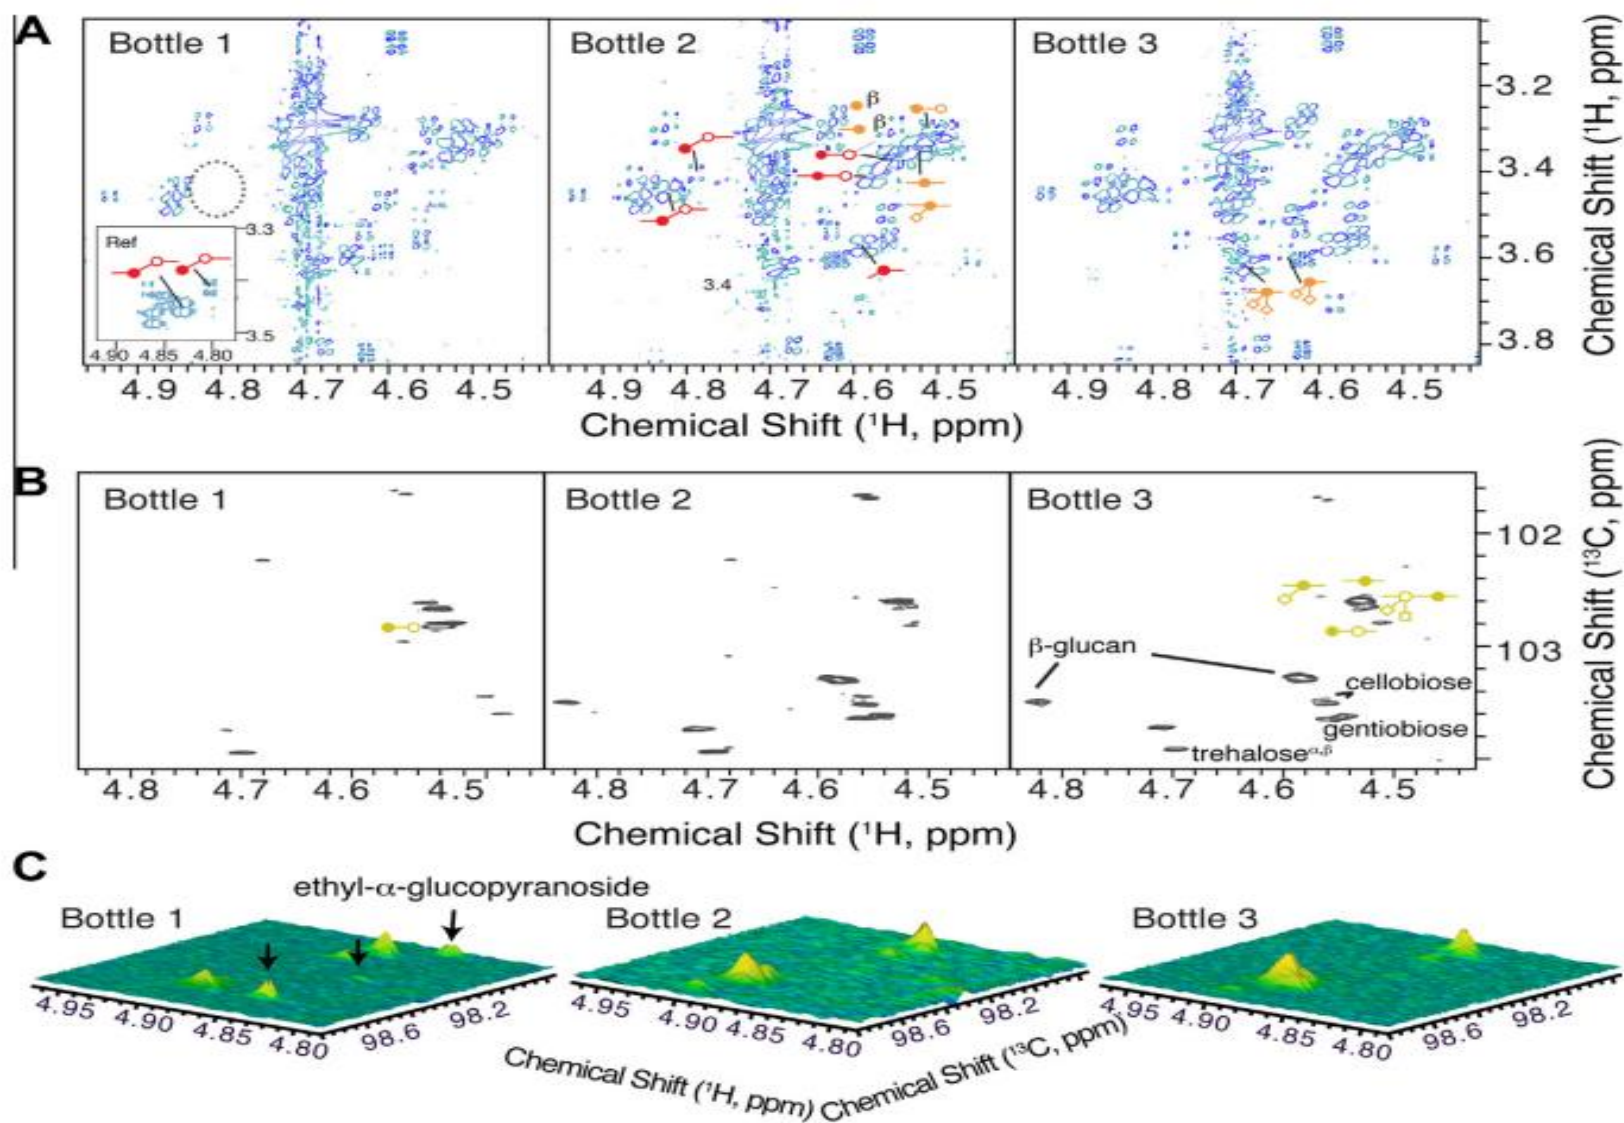 A
Bottle 1
Bottle 2
Bottle 3
β
β
1
Ref
3.3
3.5
4.90 4.85 4.80
3.4
3.2
3.4
3.6
3.8
Chemical Shift (¹H, ppm)
4.9 4.8 4.7 4.6 4.5
4.9 4.8 4.7 4.6 4.5
4.9 4.8 4.7 4.6 4.5
Chemical Shift (¹H, ppm)
B
Bottle 1
Bottle 2
Bottle 3
β-glucan
cellobiose
gentiobiose
trehaloseᵅ,ᵝ
102
103
Chemical Shift (¹³C, ppm)
4.8 4.7 4.6 4.5
4.8 4.7 4.6 4.5
4.8 4.7 4.6 4.5
Chemical Shift (¹H, ppm)
C
ethyl-α-glucopyranoside
Bottle 1
Bottle 2
Bottle 3
4.95 4.90 4.85 4.80 98.6 98.2
4.95 4.90 4.85 4.80 98.6 98.2
4.95 4.90 4.85 4.80 98.6 98.2
Chemical Shift (¹H, ppm)
Chemical Shift (¹³C, ppm)